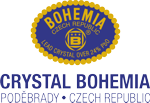 BOHEMIA
CZECH REPUBLIC
B
LEAD CRYSTAL OVER 24% PbO
CRYSTAL BOHEMIA
PODĚBRADY • CZECH REPUBLIC